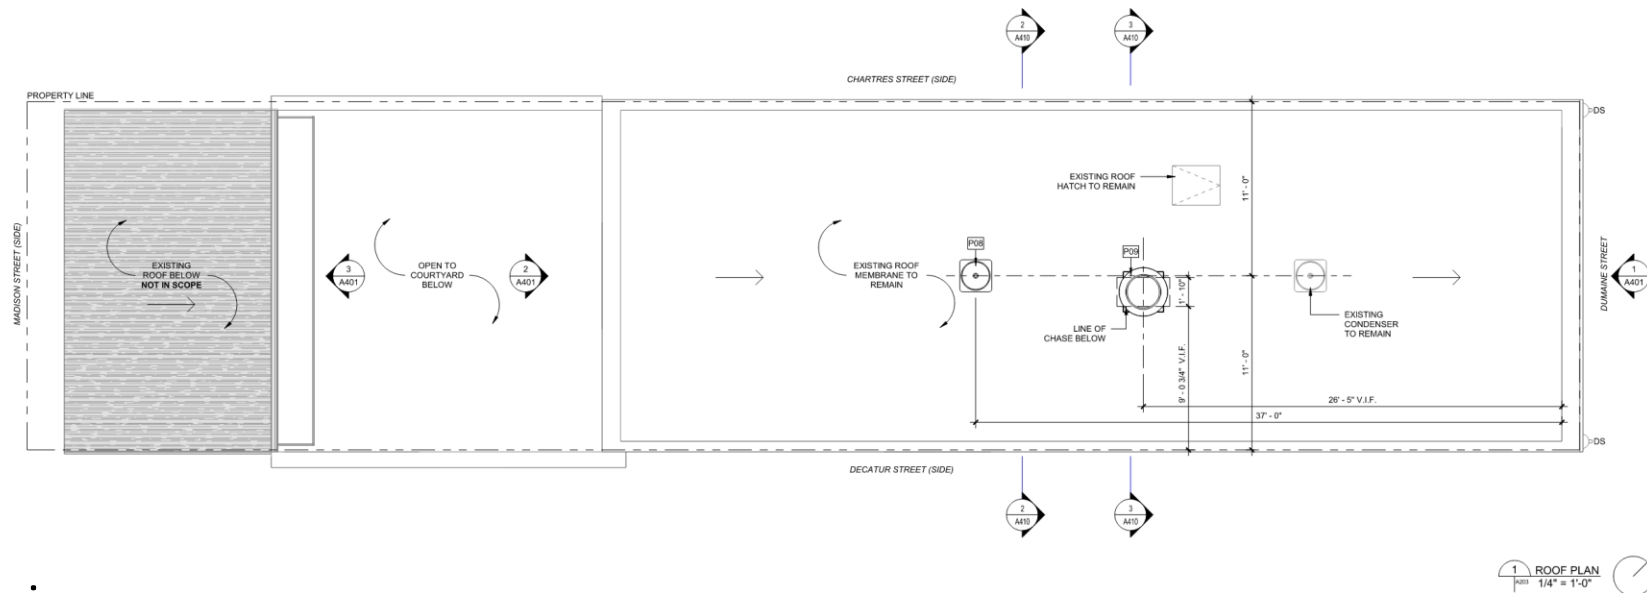 2
A410
3
A410
CHARTRES STREET (SIDE)
PROPERTY LINE
DS
EXISTING ROOF
HATCH TO REMAIN
11' - 0"
MADISON STREET (SIDE)
EXISTING
ROOF BELOW
NOT IN SCOPE
3
A401
OPEN TO
COURTYARD
BELOW
2
A401
EXISTING ROOF
MEMBRANE TO
REMAIN
P08
P09
1' - 10"
LINE OF
CHASE BELOW
EXISTING
CONDENSER
TO REMAIN
DUMAINE STREET
1
A401
9' - 0 3/4" V.I.F.
11' - 0"
26' - 5" V.I.F.
37' - 0"
DS
DECATUR STREET (SIDE)
2
A410
3
A410
1
A203
ROOF PLAN
1/4" = 1'-0"